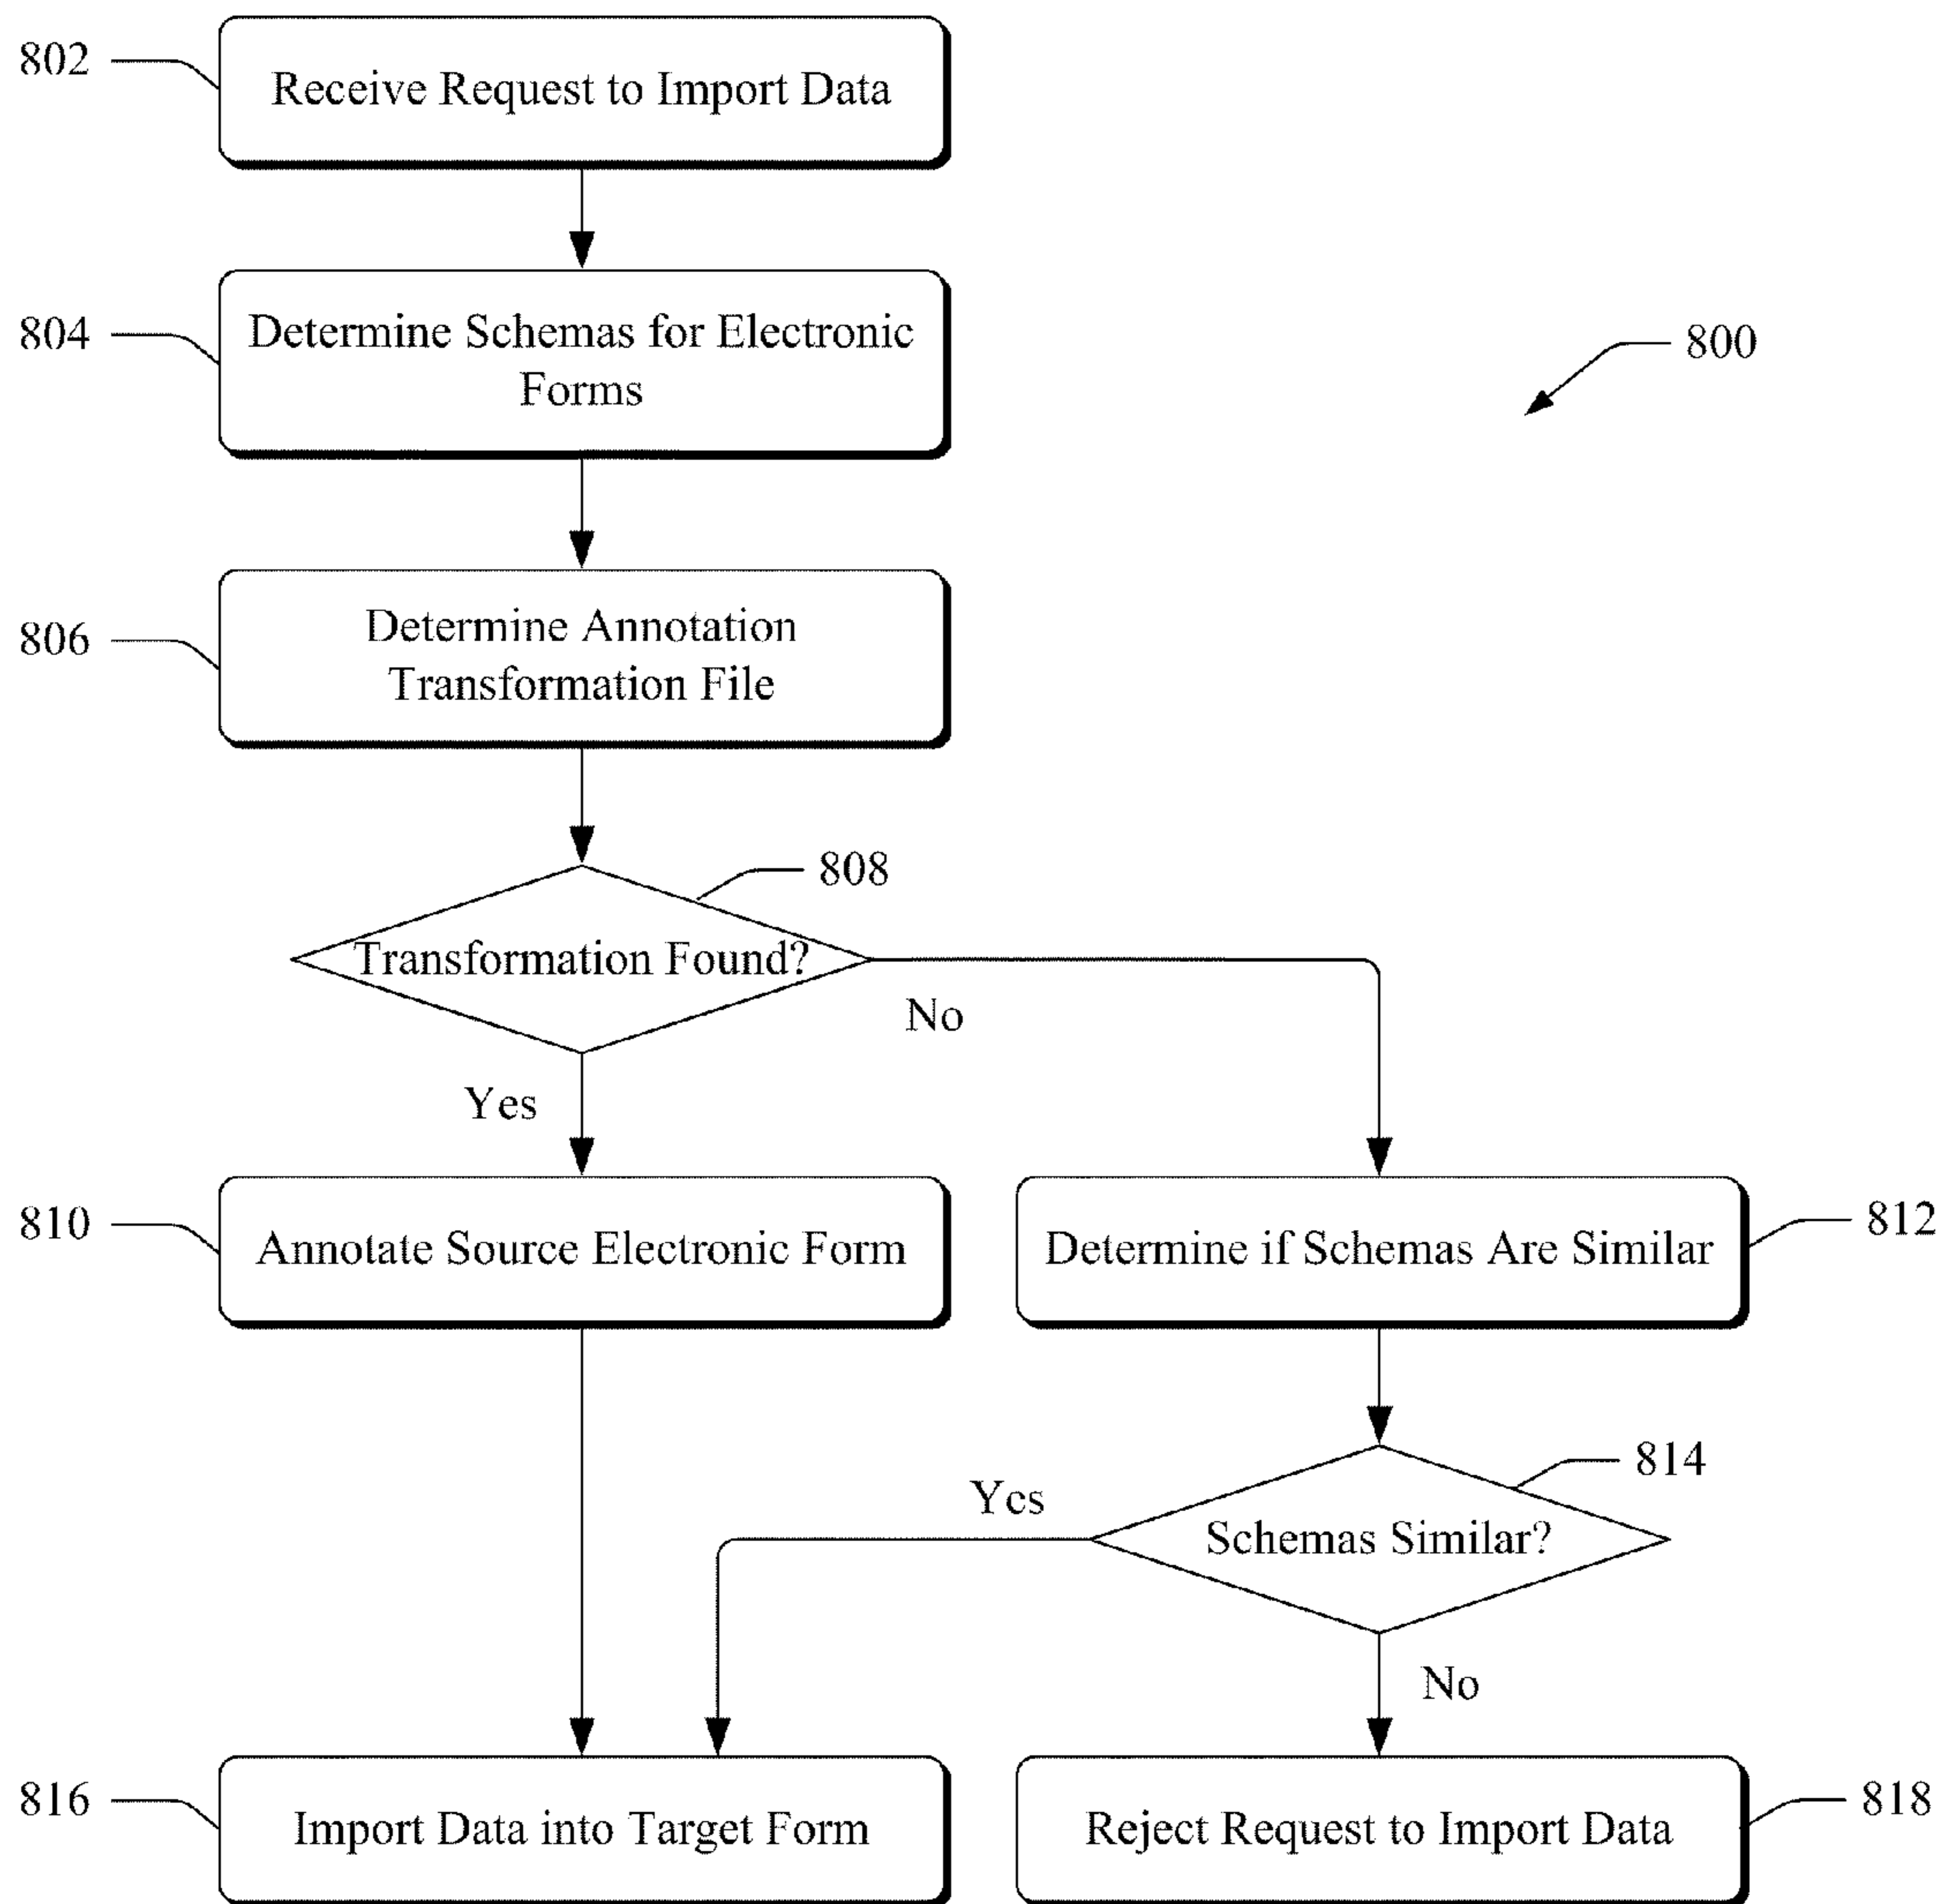 802
Receive Request to Import Data
804
Determine Schemas for Electronic
Forms
800
806
Determine Annotation
Transformation File
808
Transformation Found?
No
Yes
810
Annotate Source Electronic Form
Determine if Schemas Are Similar
812
814
Yes
Schemas Similar?
No
816
Import Data into Target Form
Reject Request to Import Data
818